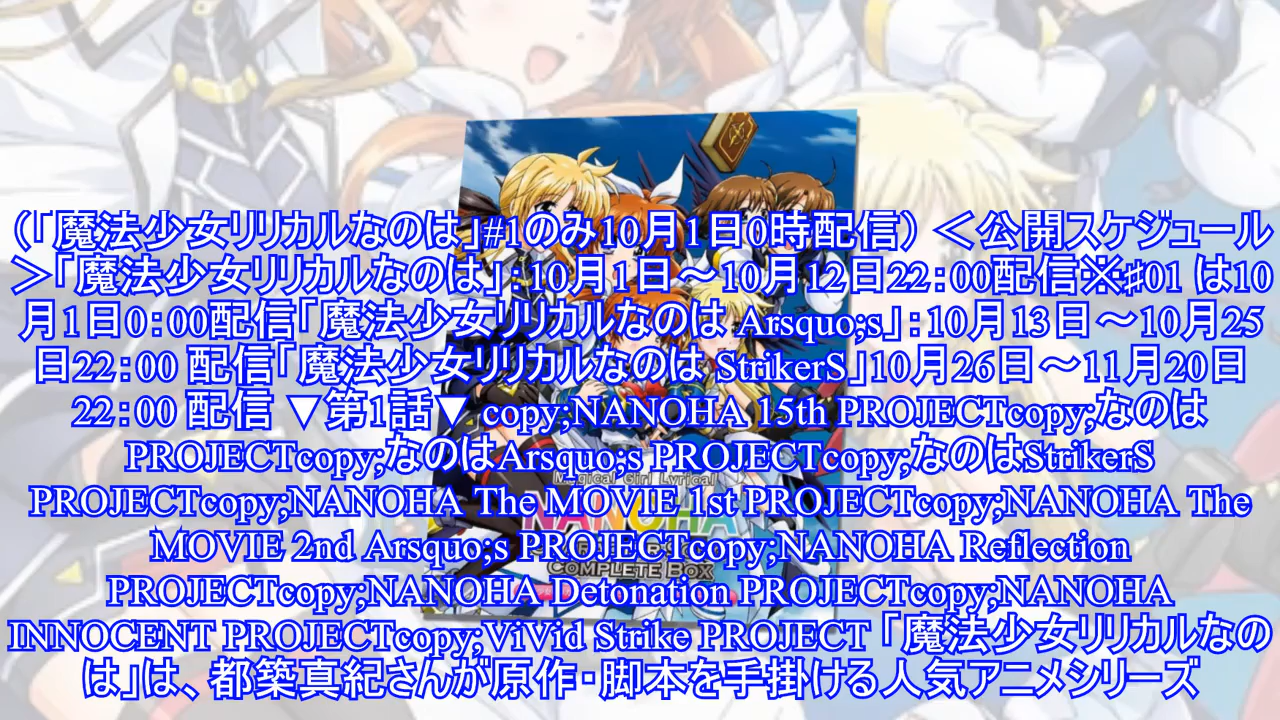 （「魔法少女リリカルなのは」#1のみ10月1日0時配信） ＜公開スケジュール
＞「魔法少女リリカルなのは」：10月1日～10月12日22：00配信※♯01 は10
月1日0：00配信「魔法少女リリカルなのは Arsquo;s」：10月13日～10月25
日22：00 配信「魔法少女リリカルなのは StrikerS」10月26日～11月20日
22：00 配信 ▼第1話▼ copy;NANOHA 15th PROJECTcopy;なのは
PROJECTcopy;なのはArsquo;s PROJECTcopy;なのはStrikerS
PROJECTcopy;NANOHA The MOVIE 1st PROJECTcopy;NANOHA The
MOVIE 2nd Arsquo;s PROJECTcopy;NANOHA Reflection
PROJECTcopy;NANOHA Detonation PROJECTcopy;NANOHA
INNOCENT PROJECTcopy;ViVid Strike PROJECT 「魔法少女リリカルなの
は」は、都築真紀さんが原作・脚本を手掛ける人気アニメシリーズ
Magical Girl Lyrical
NANOHA
COMPLETE BOX